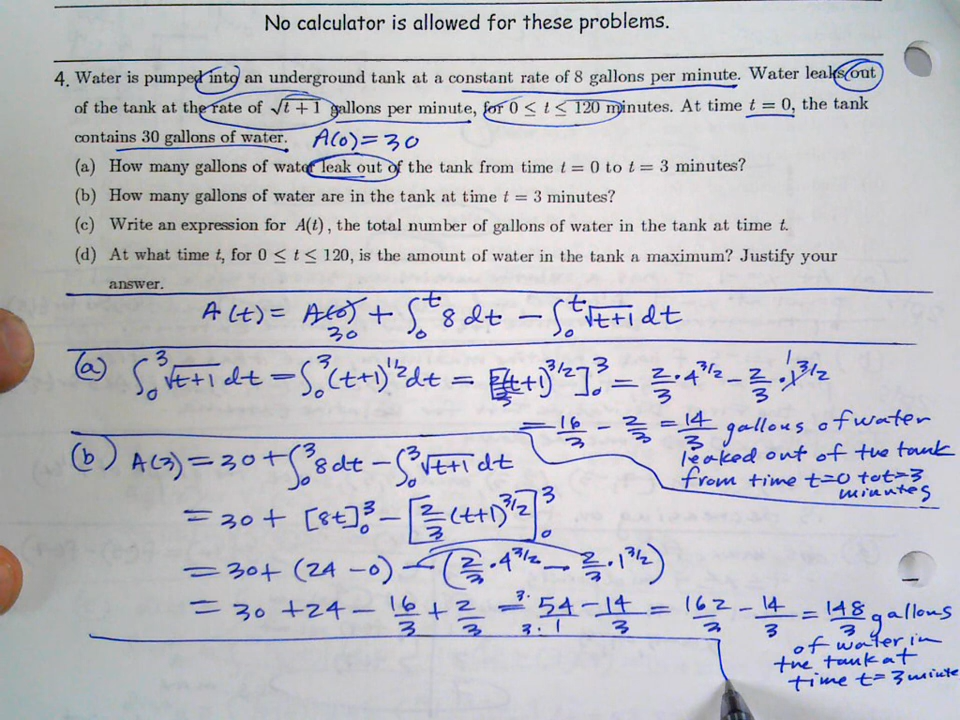 No calculator is allowed for these problems.
4. Water is pumped into an underground tank at a constant rate of 8 gallons per minute. Water leaks out
of the tank at the rate of √(t + 1) gallons per minute, for 0 ≤ t ≤ 120 minutes. At time t = 0, the tank
contains 30 gallons of water. A(0) = 30
(a) How many gallons of water leak out of the tank from time t = 0 to t = 3 minutes?
(b) How many gallons of water are in the tank at time t = 3 minutes?
(c) Write an expression for A(t), the total number of gallons of water in the tank at time t.
(d) At what time t, for 0 ≤ t ≤ 120, is the amount of water in the tank a maximum? Justify your
answer.
A(t) = A(0) + ∫₀ᵗ 8 dt − ∫₀ᵗ √(t+1) dt
30
(a) ∫₀³ √(t+1) dt = ∫₀³ (t+1)^(1/2) dt = [2/3 (t+1)^(3/2)]₀³ = 2/3 · 4^(3/2) − 2/3 · 1^(3/2) 1
= 16/3 − 2/3 = 14/3 gallons of water
leaked out of the tank
from time t=0 to t=3
minutes
(b) A(3) = 30 + ∫₀³ 8 dt − ∫₀³ √(t+1) dt
= 30 + [8t]₀³ − [2/3 (t+1)^(3/2)]₀³
= 30 + (24 − 0) − (2/3 · 4^(3/2) − 2/3 · 1^(3/2))
= 30 + 24 − 16/3 + 2/3 = 3·54/3·1 − 14/3 = 162/3 − 14/3 = 148/3 gallons
of water in
the tank at
time t = 3 minute